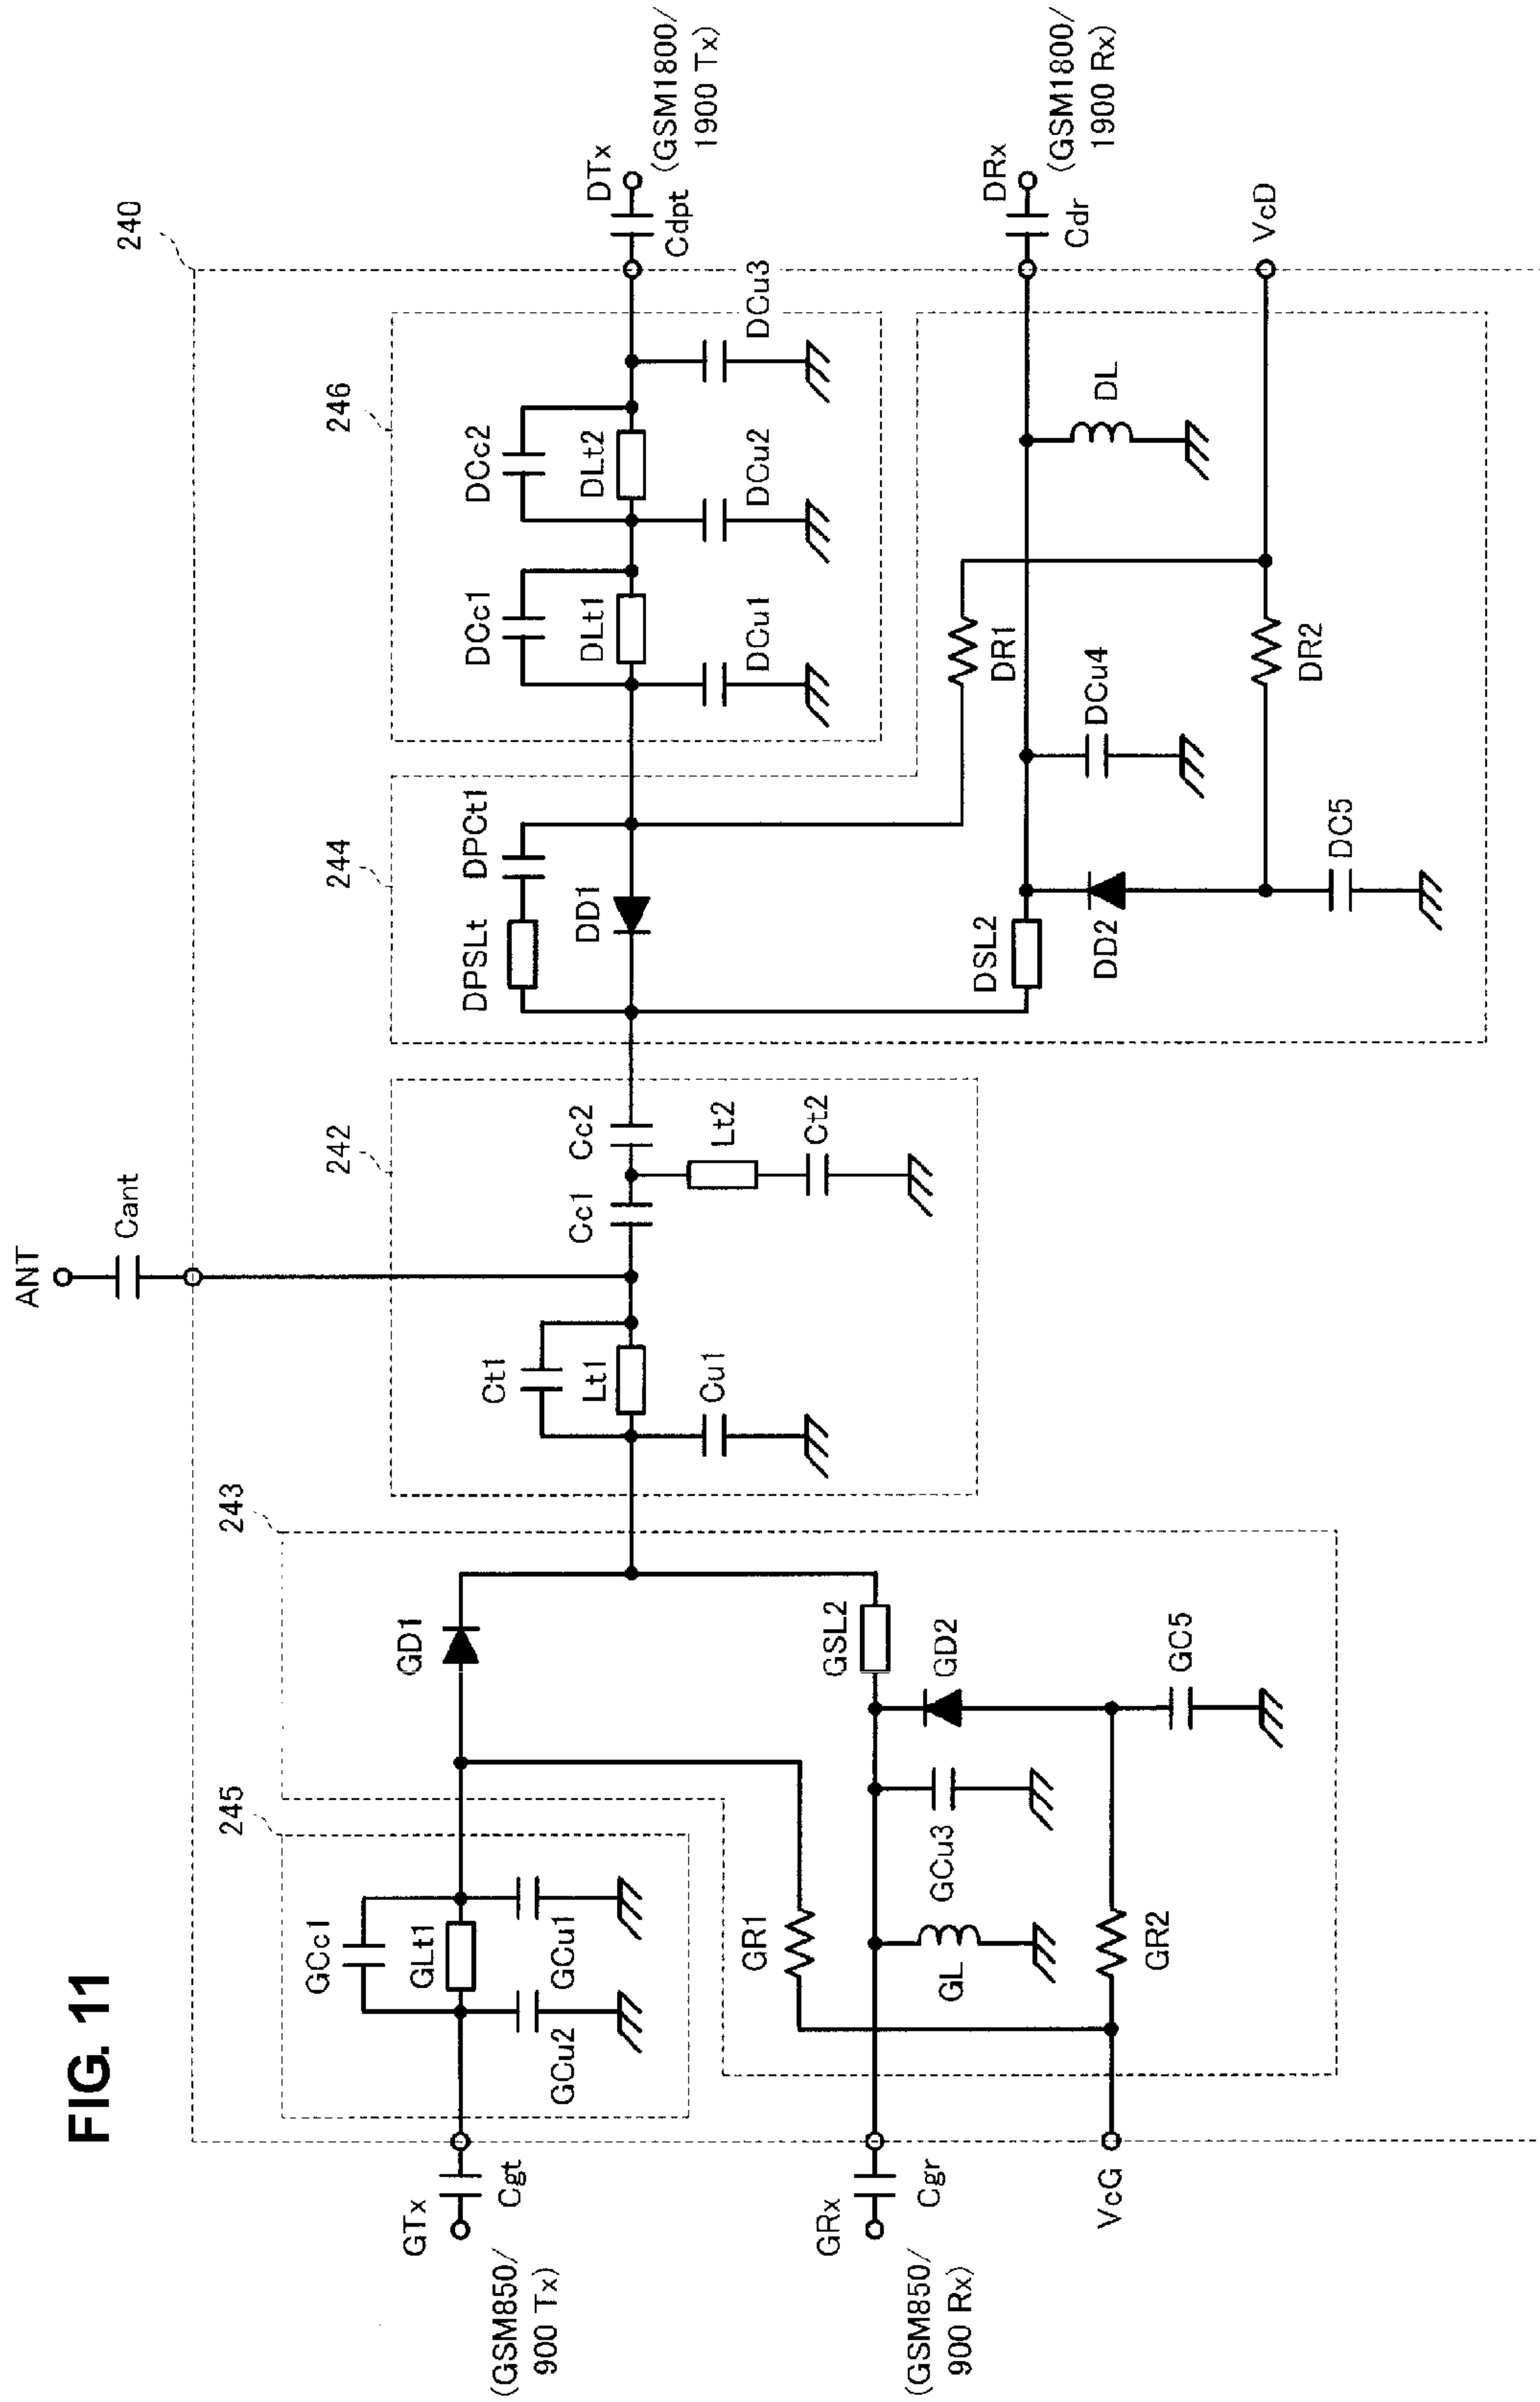 FIG. 11
ANT
Cant
240
GTx
Cgt
(GSM850/
900 Tx)
GRx
Cgr
(GSM850/
900 Rx)
VcG
245
GCc1
GLt1
GCu2
GCu1
243
GD1
GR1
GSL2
GD2
GCu3
GL
GR2
GC5
242
Ct1
Lt1
Cu1
Cc1
Cc2
Lt2
Ct2
244
DPSLt
DPCt1
DD1
DSL2
DD2
DCu4
DR1
DR2
DC5
DL
246
DCc1
DLt1
DCu1
DCc2
DLt2
DCu2
DCu3
DTx
Cdpt
(GSM1800/
1900 Tx)
DRx
Cdr
(GSM1800/
1900 Rx)
VcD